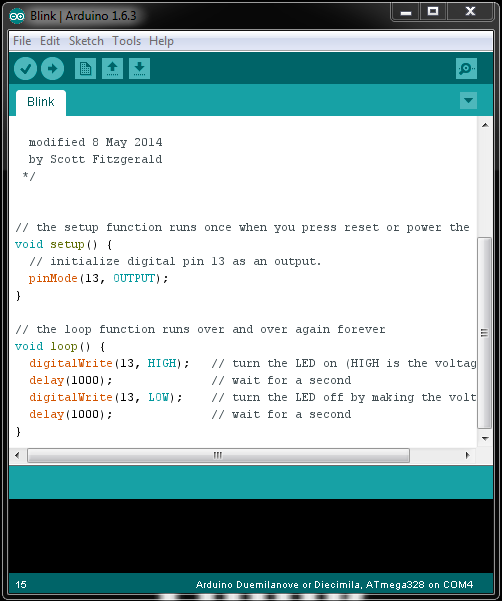 Blink | Arduino 1.6.3
File Edit Sketch Tools Help
Blink
modified 8 May 2014
by Scott Fitzgerald
*/
// the setup function runs once when you press reset or power the
void setup() {
// initialize digital pin 13 as an output.
pinMode(13, OUTPUT);
}
// the loop function runs over and over again forever
void loop() {
digitalWrite(13, HIGH);   // turn the LED on (HIGH is the voltag
delay(1000);              // wait for a second
digitalWrite(13, LOW);    // turn the LED off by making the volt
delay(1000);              // wait for a second
}
15 Arduino Duemilanove or Diecimila, ATmega328 on COM4